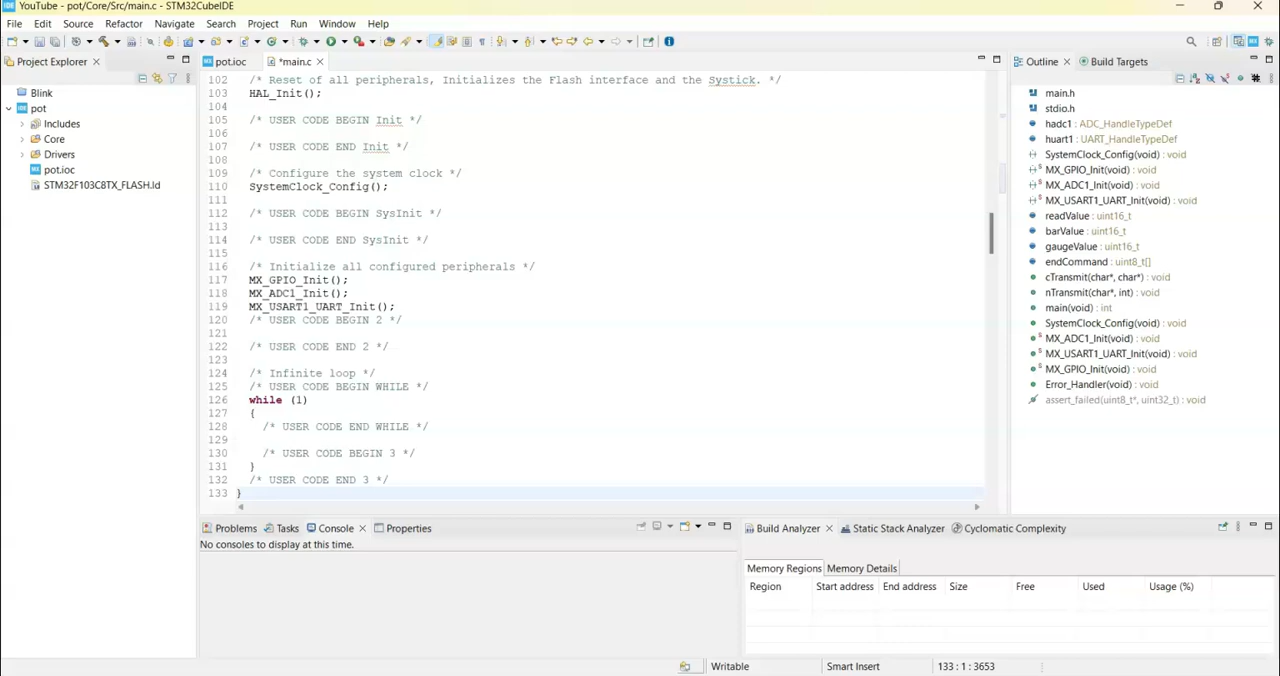 YouTube - pot/Core/Src/main.c - STM32CubeIDE
File Edit Source Refactor Navigate Search Project Run Window Help
Project Explorer
Blink
pot
Includes
Core
Drivers
pot.ioc
STM32F103C8TX_FLASH.ld
pot.ioc *main.c
102 /* Reset of all peripherals, Initializes the Flash interface and the Systick. */
103 HAL_Init();
104
105 /* USER CODE BEGIN Init */
106
107 /* USER CODE END Init */
108
109 /* Configure the system clock */
110 SystemClock_Config();
111
112 /* USER CODE BEGIN SysInit */
113
114 /* USER CODE END SysInit */
115
116 /* Initialize all configured peripherals */
117 MX_GPIO_Init();
118 MX_ADC1_Init();
119 MX_USART1_UART_Init();
120 /* USER CODE BEGIN 2 */
121
122 /* USER CODE END 2 */
123
124 /* Infinite loop */
125 /* USER CODE BEGIN WHILE */
126 while (1)
127 {
128 /* USER CODE END WHILE */
129
130 /* USER CODE BEGIN 3 */
131 }
132 /* USER CODE END 3 */
133 }
Outline Build Targets
main.h
stdio.h
hadc1 : ADC_HandleTypeDef
huart1 : UART_HandleTypeDef
SystemClock_Config(void) : void
MX_GPIO_Init(void) : void
MX_ADC1_Init(void) : void
MX_USART1_UART_Init(void) : void
readValue : uint16_t
barValue : uint16_t
gaugeValue : uint16_t
endCommand : uint8_t[]
cTransmit(char*, char*) : void
nTransmit(char*, int) : void
main(void) : int
SystemClock_Config(void) : void
MX_ADC1_Init(void) : void
MX_USART1_UART_Init(void) : void
MX_GPIO_Init(void) : void
Error_Handler(void) : void
assert_failed(uint8_t*, uint32_t) : void
Problems Tasks Console Properties
No consoles to display at this time.
Build Analyzer Static Stack Analyzer Cyclomatic Complexity
Memory Regions Memory Details
Region Start address End address Size Free Used Usage (%)
Writable Smart Insert 133 : 1 : 3653